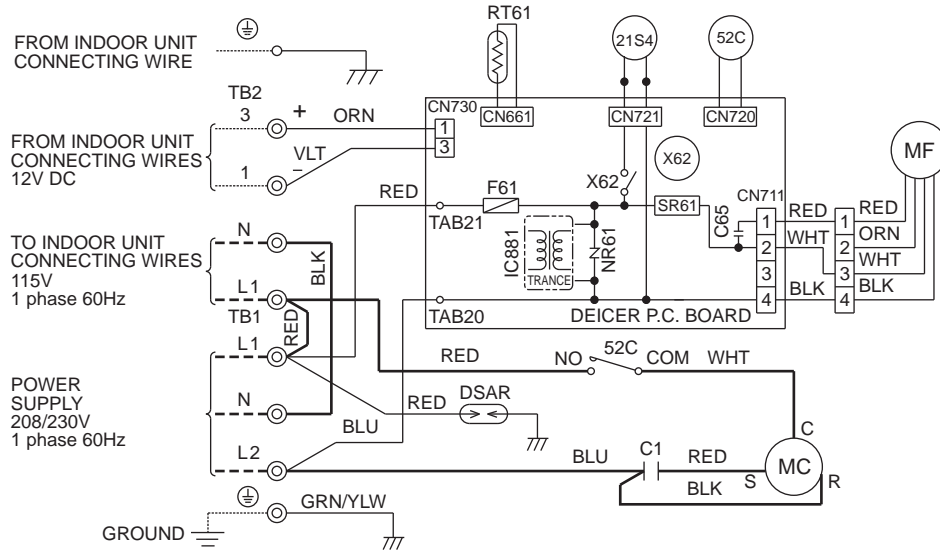 RT61
21S4
52C
FROM INDOOR UNIT
CONNECTING WIRE
TB2
3
+
ORN
CN730
CN661
CN721
CN720
1
3
FROM INDOOR UNIT
CONNECTING WIRES
12V DC
VLT
1
–
X62
X62
MF
RED
F61
TAB21
SR61
C65
CN711
1
2
3
4
RED
WHT
BLK
1
2
3
4
RED
ORN
WHT
BLK
IC881
TRANCE
NR61
TO INDOOR UNIT
CONNECTING WIRES
115V
1 phase 60Hz
N
BLK
L1
TB1
RED
L1
TAB20
DEICER P.C. BOARD
RED
NO
52C
COM
WHT
POWER
SUPPLY
208/230V
1 phase 60Hz
N
RED
DSAR
BLU
L2
BLU
C1
RED
BLK
S
C
MC
R
GRN/YLW
GROUND